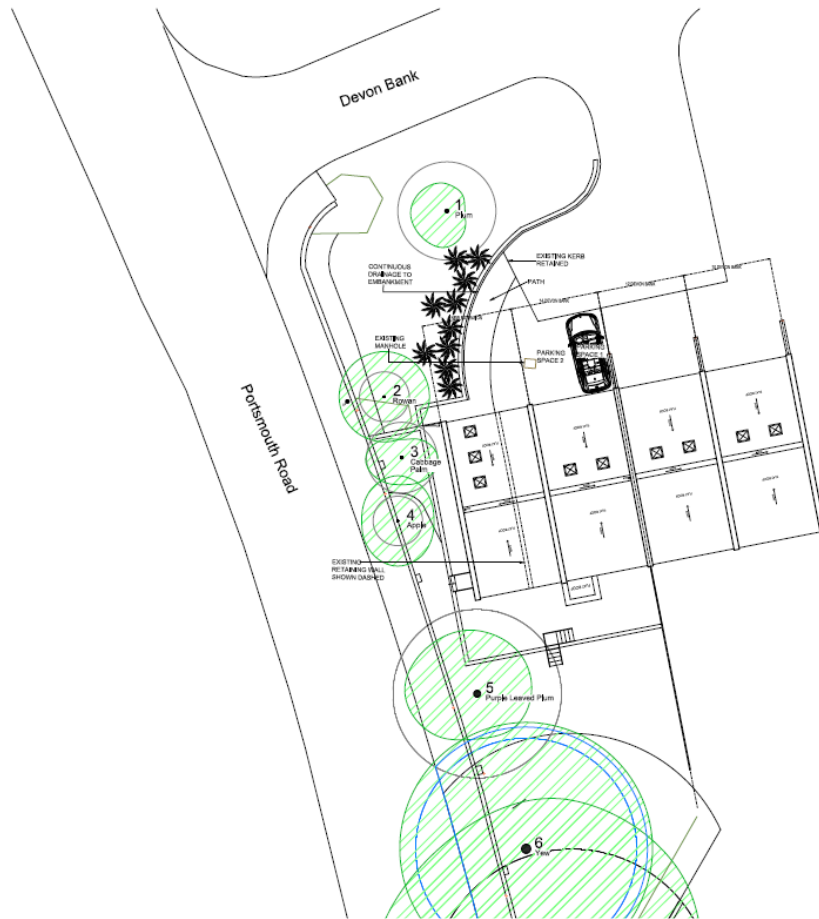 Devon Bank
1
Plum
CONTINUOUS
DRAINAGE TO
EMBANKMENT
EXISTING KERB
RETAINED
PATH
EXISTING
MANHOLE
PARKING
SPACE 2
PARKING
SPACE 1
2
Rowan
Portsmouth Road
3
Cabbage
Palm
4
Apple
EXISTING
RETAINING WALL
SHOWN DASHED
5
Purple Leaved Plum
6
Yew